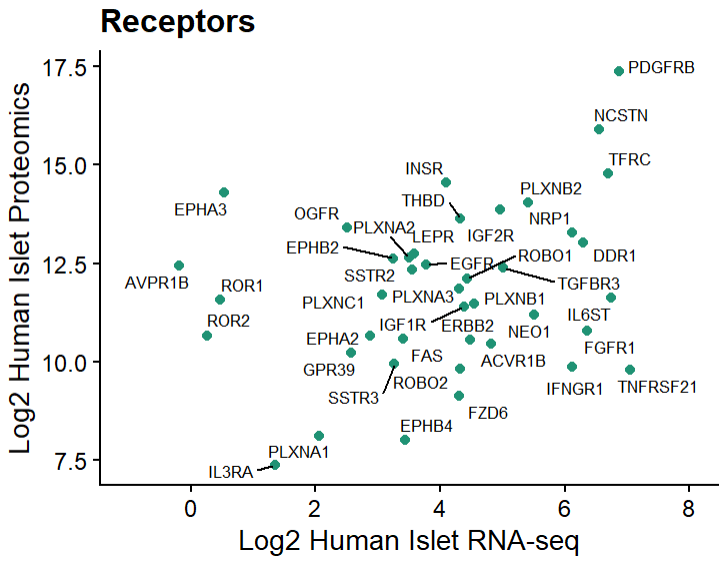 Receptors
Log2 Human Islet Proteomics
17.5
15.0
12.5
10.0
7.5
PDGFRB
NCSTN
TFRC
INSR
THBD
PLXNB2
EPHA3
OGFR
PLXNA2
NRP1
LEPR
IGF2R
EPHB2
ROBO1
DDR1
EGFR
SSTR2
AVPR1B
ROR1
TGFBR3
PLXNC1
PLXNA3
PLXNB1
IL6ST
ROR2
IGF1R
ERBB2
NEO1
EPHA2
FGFR1
FAS
ACVR1B
GPR39
ROBO2
IFNGR1
TNFRSF21
SSTR3
FZD6
EPHB4
PLXNA1
IL3RA
0
2
4
6
8
Log2 Human Islet RNA-seq